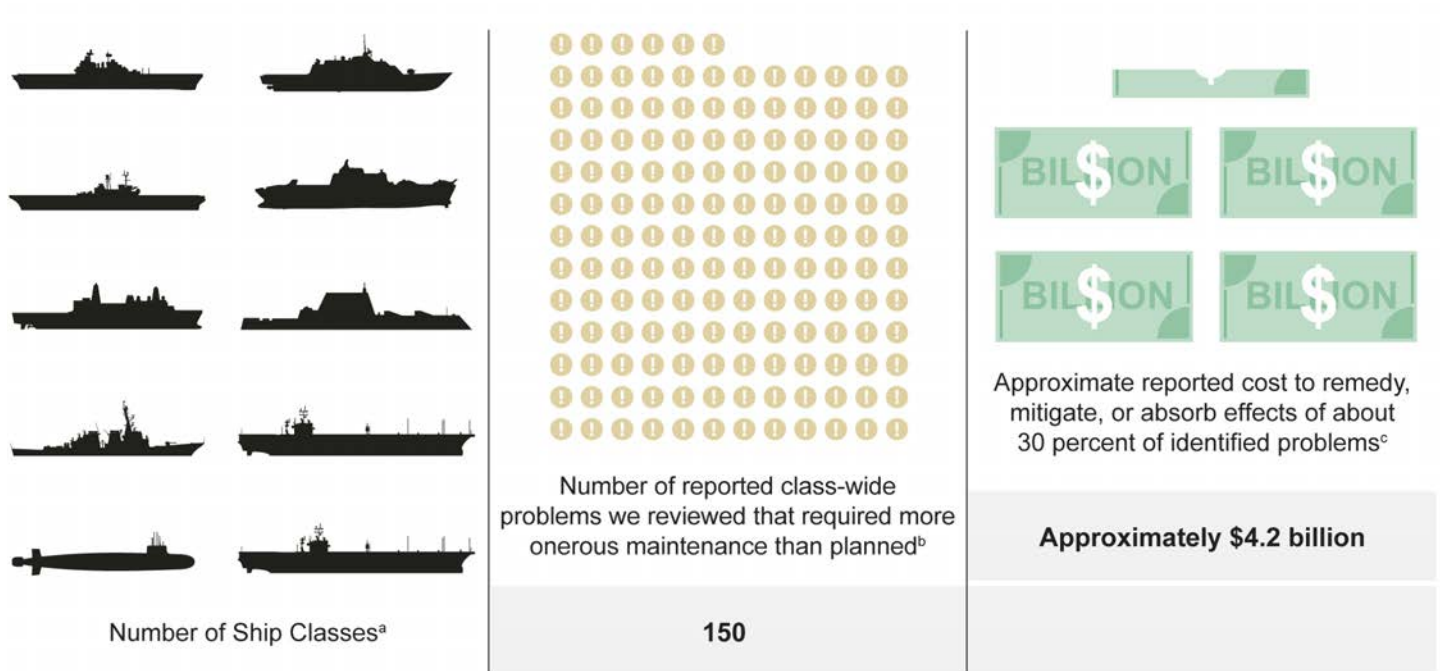 Number of Ship Classesᵃ
Number of reported class-wide
problems we reviewed that required more
onerous maintenance than plannedᵇ
150
$
BILLION $
BILLION $
BILLION $
BILLION $
Approximate reported cost to remedy,
mitigate, or absorb effects of about
30 percent of identified problemsᶜ
Approximately $4.2 billion